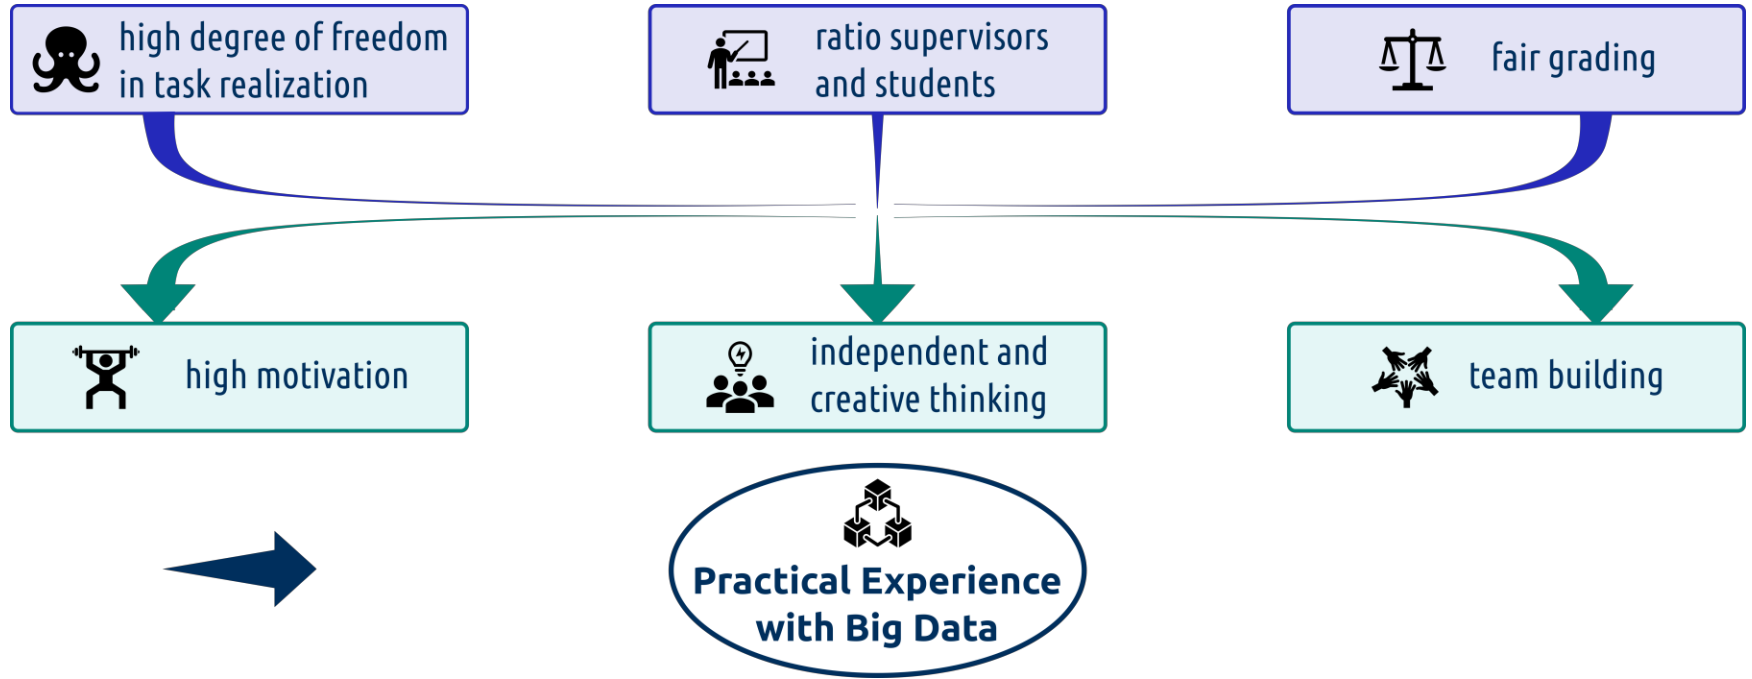 high degree of freedom
in task realization
ratio supervisors
and students
fair grading
high motivation
independent and
creative thinking
team building
Practical Experience
with Big Data